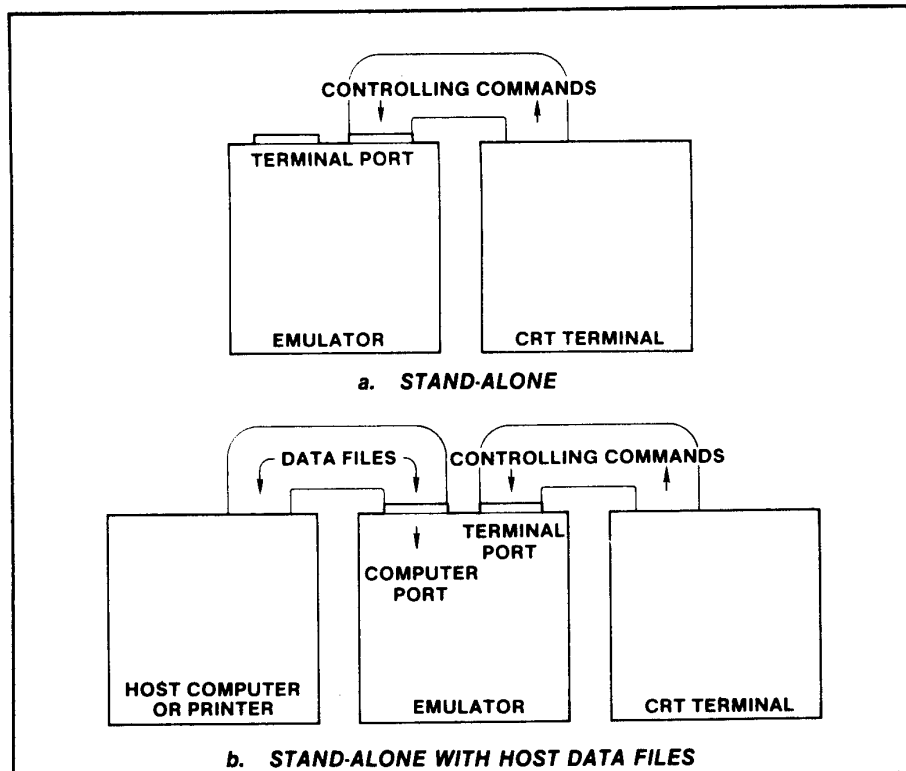 CONTROLLING COMMANDS
TERMINAL PORT
EMULATOR
CRT TERMINAL
a. STAND-ALONE
DATA FILES
CONTROLLING COMMANDS
TERMINAL
PORT
COMPUTER
PORT
HOST COMPUTER
OR PRINTER
EMULATOR
CRT TERMINAL
b. STAND-ALONE WITH HOST DATA FILES